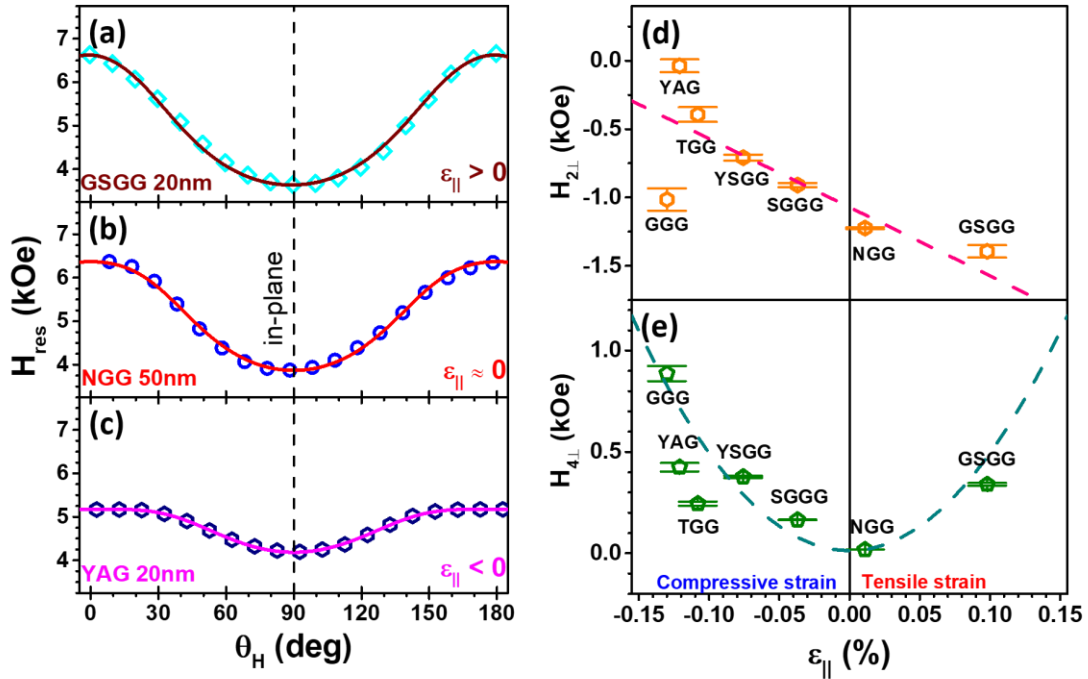 (a)
GSGG 20nm
ε|| > 0
(b)
NGG 50nm
in-plane
ε|| ≈ 0
(c)
YAG 20nm
ε|| < 0
7
6
5
4
7
6
5
4
7
6
5
4
H_res (kOe)
0 30 60 90 120 150 180
θ_H (deg)
(d)
0.0
-0.5
-1.0
-1.5
H_2⊥ (kOe)
YAG
TGG
YSGG
SGGG
GGG
NGG
GSGG
(e)
1.0
0.5
0.0
H_4⊥ (kOe)
GGG
YAG
YSGG
TGG
SGGG
NGG
GSGG
Compressive strain
Tensile strain
-0.15 -0.10 -0.05 0.00 0.05 0.10 0.15
ε|| (%)